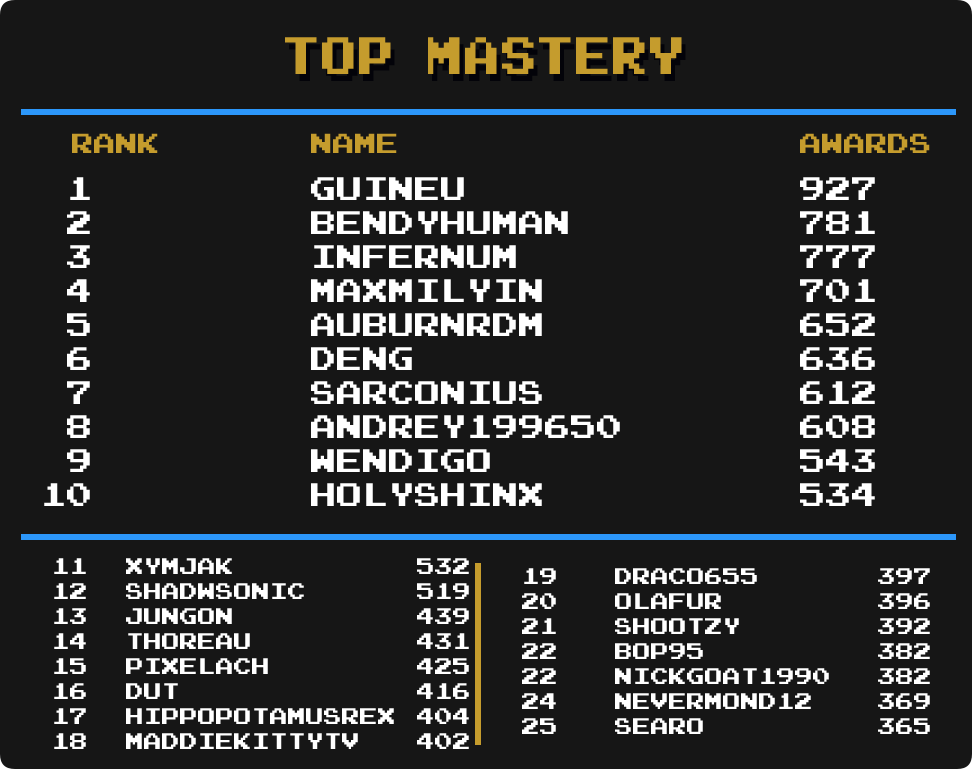 TOP MASTERY
RANK NAME AWARDS
1 GUINEU 927
2 BENDYHUMAN 781
3 INFERNUM 777
4 MAXMILYIN 701
5 AUBURNRDM 652
6 DENG 636
7 SARCONIUS 612
8 ANDREY199650 608
9 WENDIGO 543
10 HOLYSHINX 534
11 XYMJAK 532
12 SHADWSONIC 519
13 JUNGON 439
14 THOREAU 431
15 PIXELACH 425
16 DUT 416
17 HIPPOPOTAMUSREX 404
18 MADDIEKITTYTV 402
19 DRACO655 397
20 OLAFUR 396
21 SHOOTZY 392
22 BOP95 382
22 NICKGOAT1990 382
24 NEVERMOND12 369
25 SEARO 365